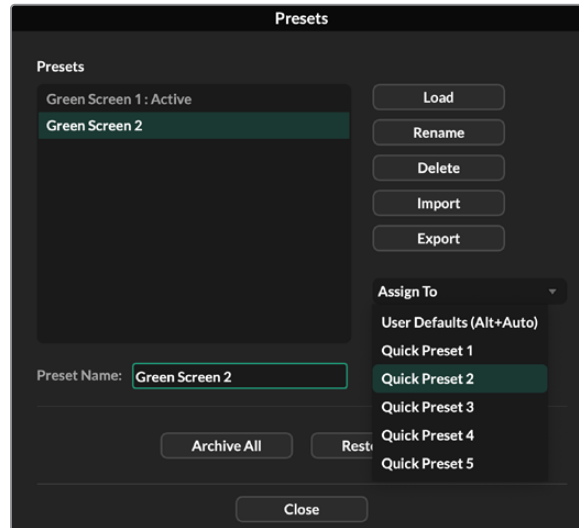 Presets
Presets
Green Screen 1 : Active
Green Screen 2
Load
Rename
Delete
Import
Export
Assign To
User Defaults (Alt+Auto)
Quick Preset 1
Quick Preset 2
Quick Preset 3
Quick Preset 4
Quick Preset 5
Preset Name: Green Screen 2
Archive All
Close